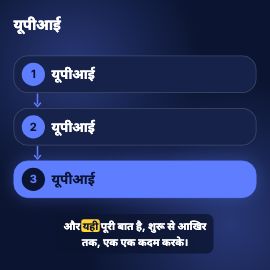 यूपीआई
1 यूपीआई
2 यूपीआई
3 यूपीआई
और यही पूरी बात है, शुरू से आखिर
तक, एक एक कदम करके।